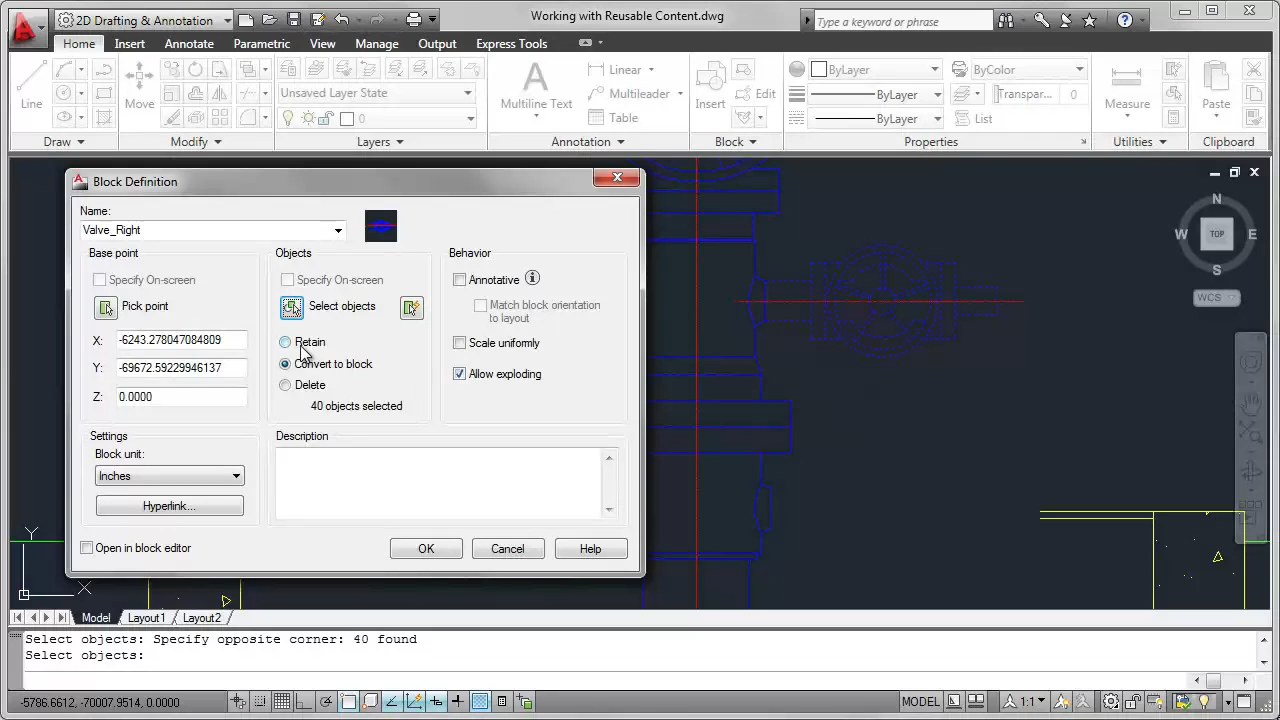 2D Drafting & Annotation
Working with Reusable Content.dwg
Type a keyword or phrase
Home Insert Annotate Parametric View Manage Output Express Tools
Line
Move
Unsaved Layer State
0
Multiline Text
Linear
Multileader
Table
Insert
Edit
ByLayer
ByLayer
ByLayer
ByColor
Transpar... 0
List
Measure
Paste
Draw Modify Layers Annotation Block Properties Utilities Clipboard
Block Definition
Name:
Valve_Right
Base point
Specify On-screen
Pick point
X: -6243.278047084809
Y: -69672.59229946137
Z: 0.0000
Objects
Specify On-screen
Select objects
Retain
Convert to block
Delete
40 objects selected
Behavior
Annotative
Match block orientation
to layout
Scale uniformly
Allow exploding
Settings
Block unit:
Inches
Hyperlink...
Description
Open in block editor
OK Cancel Help
N
W TOP E
S
WCS
Y
X
Model Layout1 Layout2
Select objects: Specify opposite corner: 40 found
Select objects:
-5786.6612, -70007.9514, 0.0000
MODEL
1:1